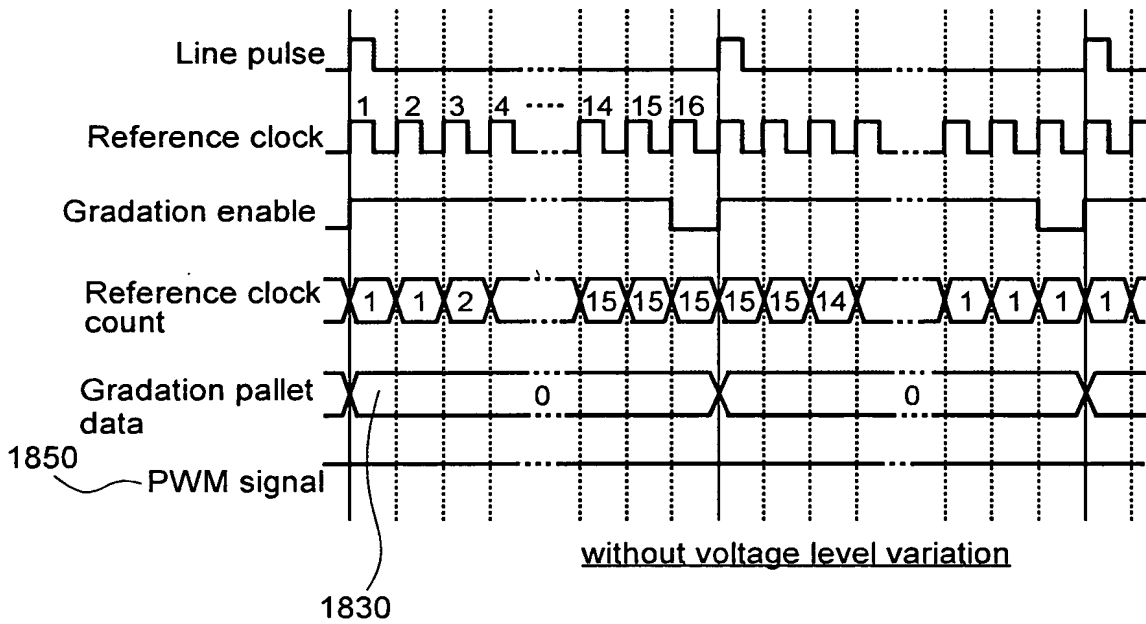 Line pulse
1 2 3 4 ····· 14 15 16
Reference clock
Gradation enable
Reference clock count
1 1 2 15 15 15 15 15 14 1 1 1 1
Gradation pallet data
0 0
1850
PWM signal
without voltage level variation
1830